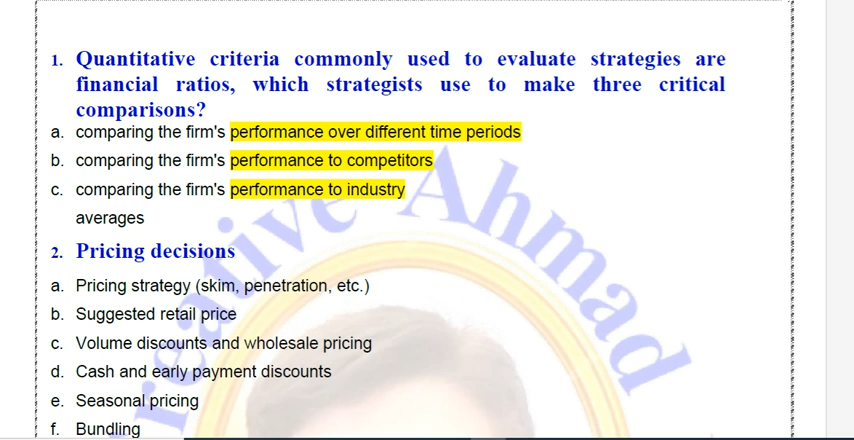 1. Quantitative criteria commonly used to evaluate strategies are
financial ratios, which strategists use to make three critical
comparisons?
a. comparing the firm's performance over different time periods
b. comparing the firm's performance to competitors
c. comparing the firm's performance to industry
averages
2. Pricing decisions
a. Pricing strategy (skim, penetration, etc.)
b. Suggested retail price
c. Volume discounts and wholesale pricing
d. Cash and early payment discounts
e. Seasonal pricing
f. Bundling
reative Ahmad